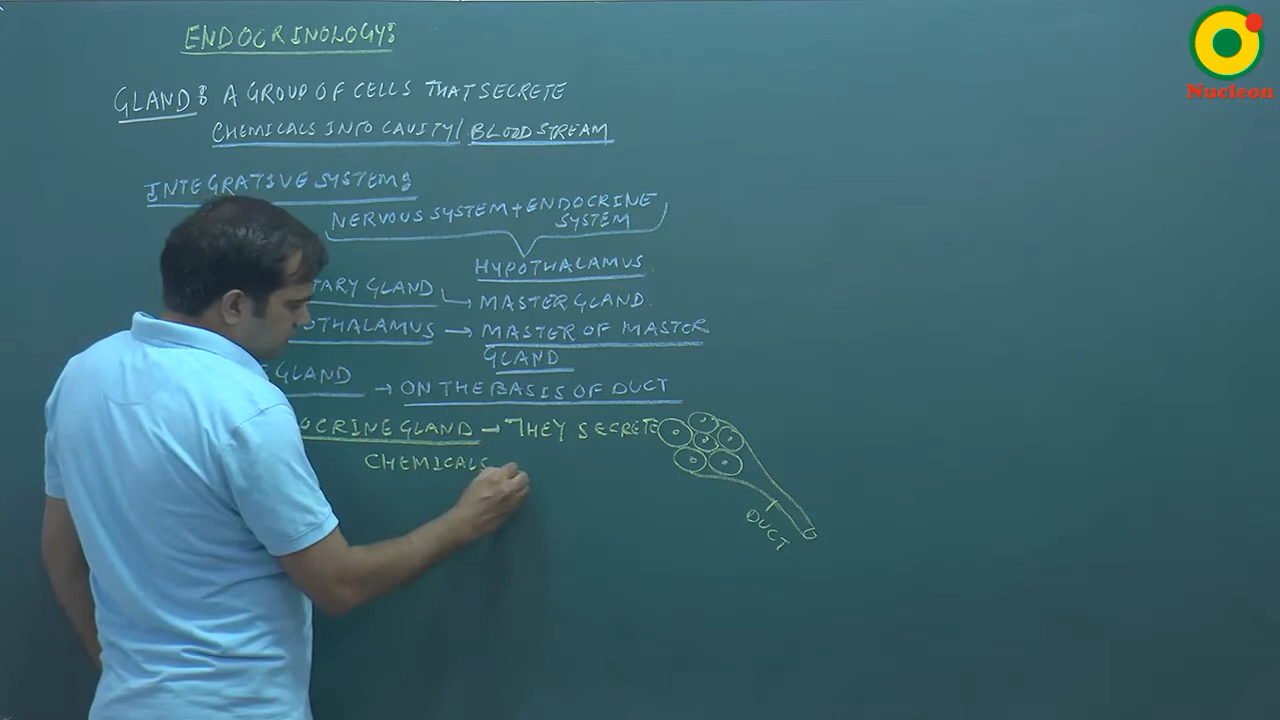 ENDOCRINOLOGY:
GLAND: A GROUP OF CELLS THAT SECRETE
CHEMICALS INTO CAVITY/BLOOD STREAM
INTEGRATIVE SYSTEM:
NERVOUS SYSTEM + ENDOCRINE
SYSTEM
HYPOTHALAMUS
TARY GLAND → MASTER GLAND.
OTHALAMUS → MASTER OF MASTER
GLAND
GLAND → ON THE BASIS OF DUCT
OCRINE GLAND → THEY SECRETE
CHEMICALS
DUCT
Nucleon